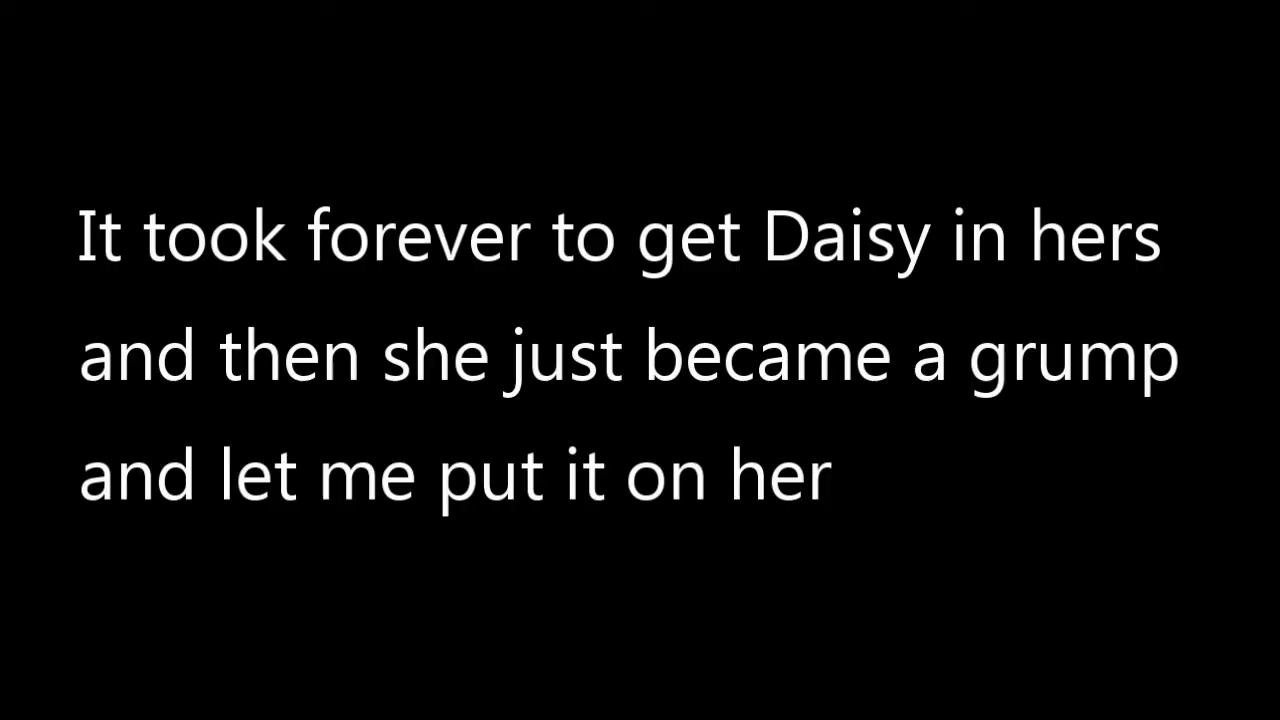 It took forever to get Daisy in hers
and then she just became a grump
and let me put it on her